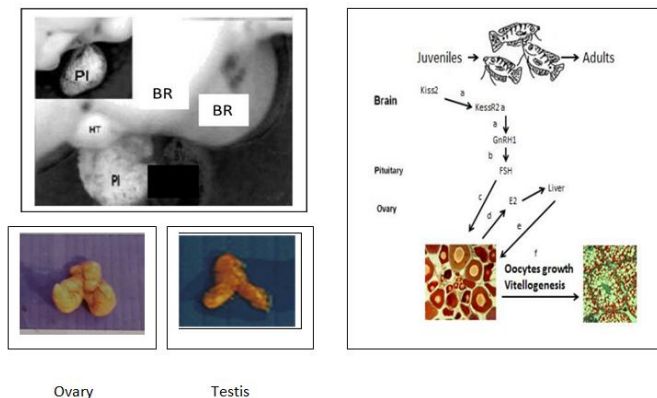 PI
BR
BR
HT
PI
Ovary
Testis
Juveniles
Adults
Kiss2
a
Brain
KessR2a
a
GnRH1
b
Pituitary
FSH
Liver
c
E2
Ovary
d
e
f
Oocytes growth
Vitellogenesis